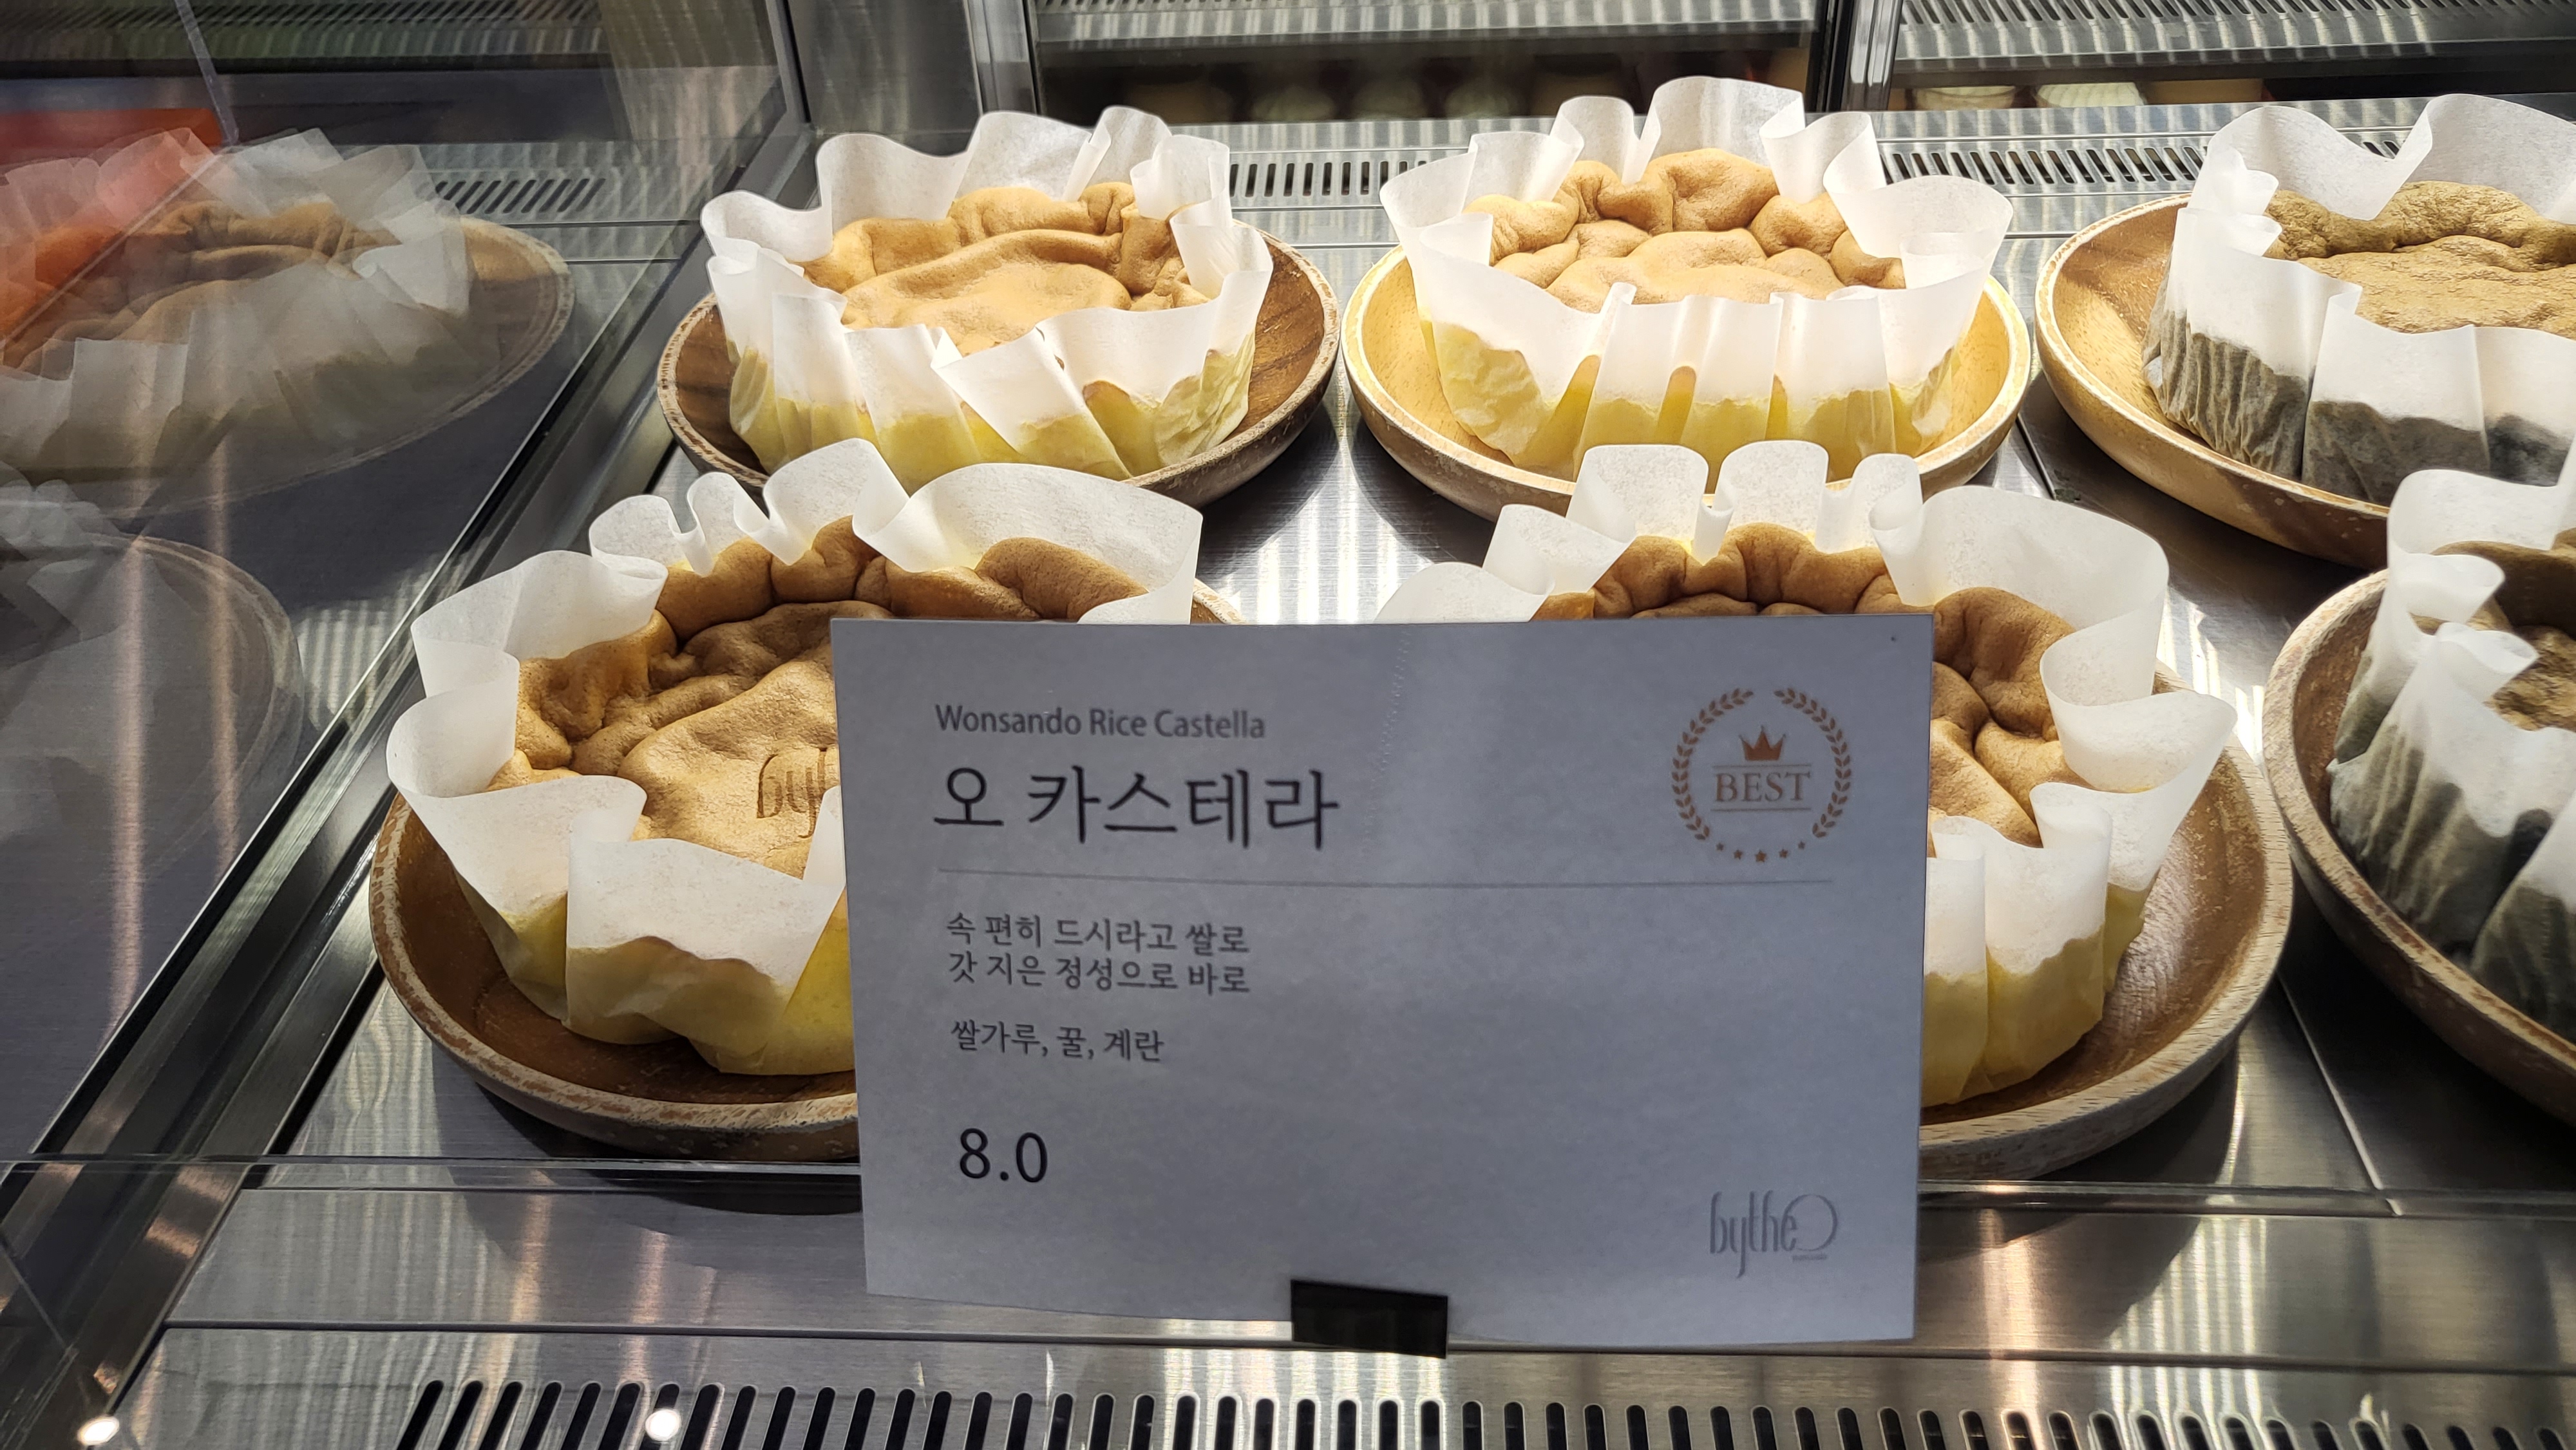 Wonsando Rice Castella
오 카스테라
BEST
속 편히 드시라고 쌀로
갓 지은 정성으로 바로
쌀가루, 꿀, 계란
8.0
bytheO